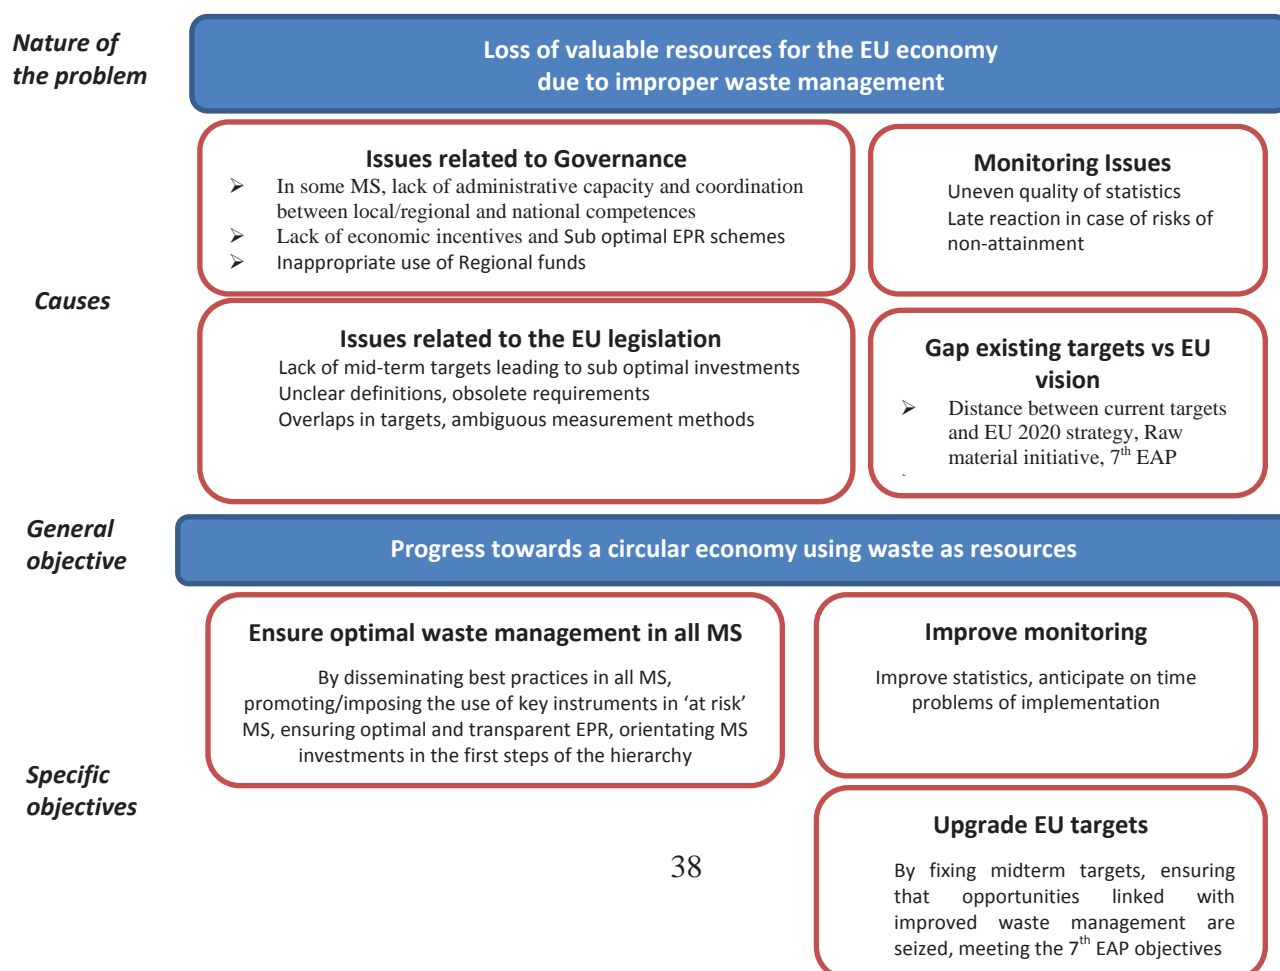 Nature of
the problem
Loss of valuable resources for the EU economy
due to improper waste management
Causes
Issues related to Governance
➢ In some MS, lack of administrative capacity and coordination
between local/regional and national competences
➢ Lack of economic incentives and Sub optimal EPR schemes
➢ Inappropriate use of Regional funds
Monitoring Issues
Uneven quality of statistics
Late reaction in case of risks of
non-attainment
Issues related to the EU legislation
Lack of mid-term targets leading to sub optimal investments
Unclear definitions, obsolete requirements
Overlaps in targets, ambiguous measurement methods
Gap existing targets vs EU
vision
➢ Distance between current targets
and EU 2020 strategy, Raw
material initiative, 7th EAP
General
objective
Progress towards a circular economy using waste as resources
Specific
objectives
Ensure optimal waste management in all MS
By disseminating best practices in all MS,
promoting/imposing the use of key instruments in ‘at risk’
MS, ensuring optimal and transparent EPR, orientating MS
investments in the first steps of the hierarchy
Improve monitoring
Improve statistics, anticipate on time
problems of implementation
Upgrade EU targets
By fixing midterm targets, ensuring
that opportunities linked with
improved waste management are
seized, meeting the 7th EAP objectives
38